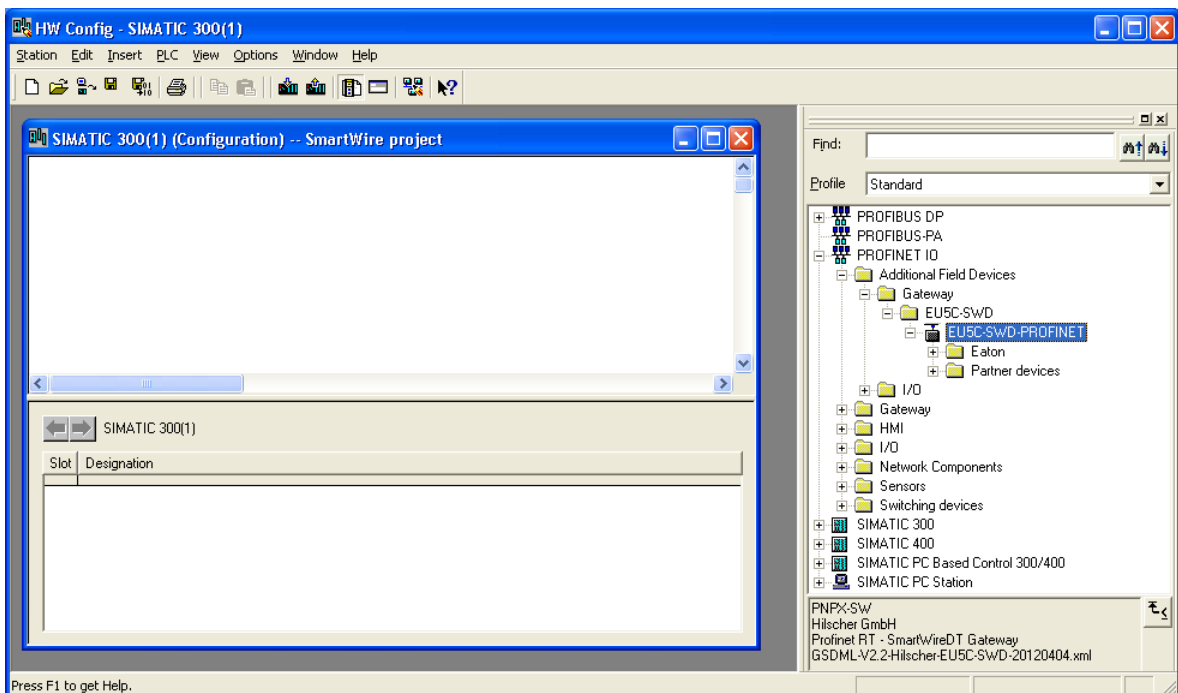 HW Config - SIMATIC 300(1)
Station Edit Insert PLC View Options Window Help
SIMATIC 300(1) (Configuration) -- SmartWire project
SIMATIC 300(1)
Slot Designation
Find:
Profile Standard
PROFIBUS DP
PROFIBUS-PA
PROFINET IO
Additional Field Devices
Gateway
EU5C-SWD
EU5C-SWD-PROFINET
Eaton
Partner devices
I/O
Gateway
HMI
I/O
Network Components
Sensors
Switching devices
SIMATIC 300
SIMATIC 400
SIMATIC PC Based Control 300/400
SIMATIC PC Station
PNPX-SW
Hilscher GmbH
Profinet RT - SmartWireDT Gateway
GSDML-V2.2-Hilscher-EU5C-SWD-20120404.xml
Press F1 to get Help.